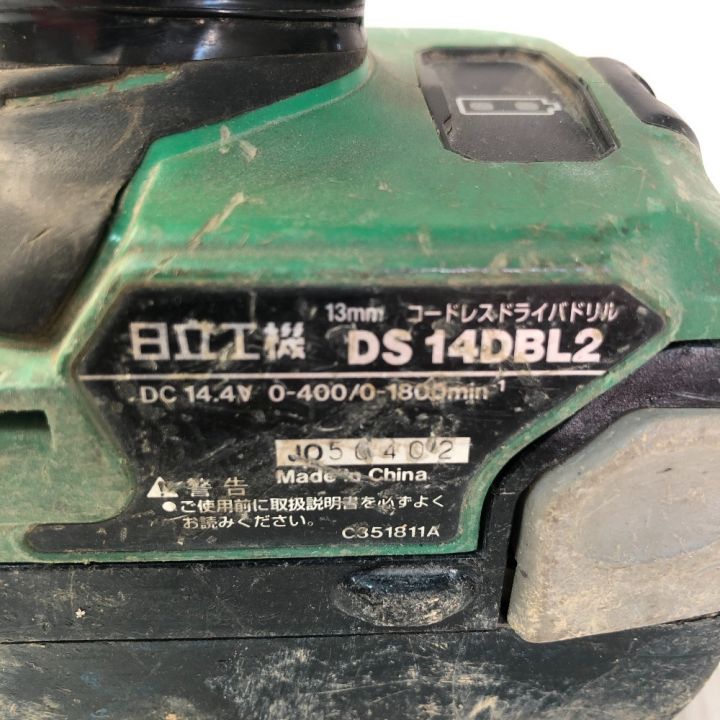 13mm コードレスドライバドリル
日立工機 DS 14DBL2
DC 14.4V 0-400/0-1800min⁻¹
Made in China
⚠警告
●ご使用前に取扱説明書を必ずよく
お読みください。
C351811A